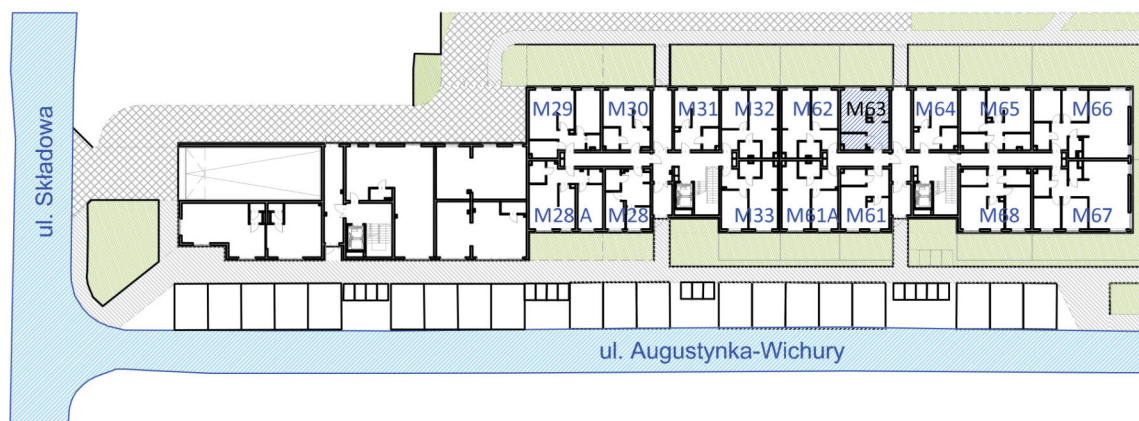 ul. Składowa
M29
M30
M31
M32
M62
M63
M64
M65
M66
M28 A
M28
M33
M61A
M61
M68
M67
ul. Augustynka-Wichury